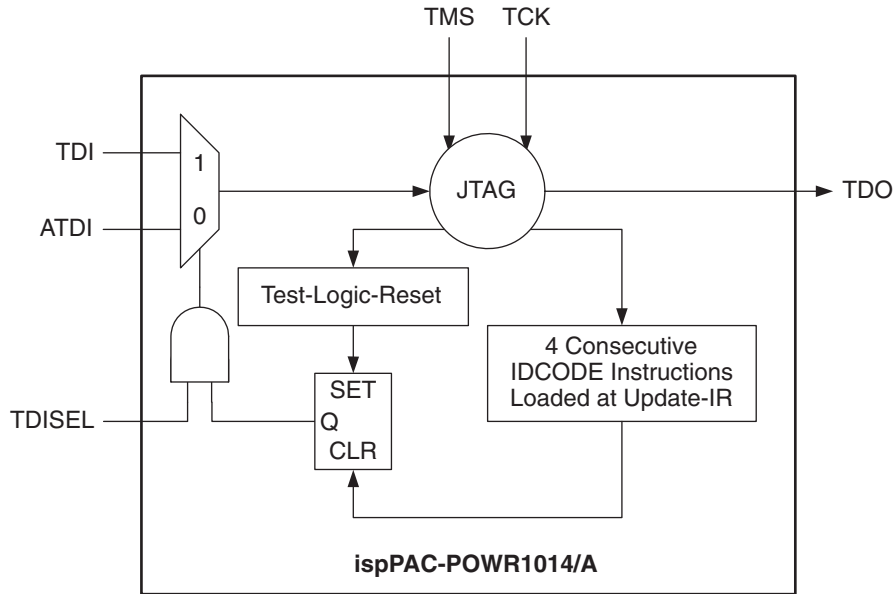 TMS
TCK
TDI
1
JTAG
TDO
ATDI
0
Test-Logic-Reset
4 Consecutive
IDCODE Instructions
Loaded at Update-IR
SET
TDISEL
Q
CLR
ispPAC-POWR1014/A